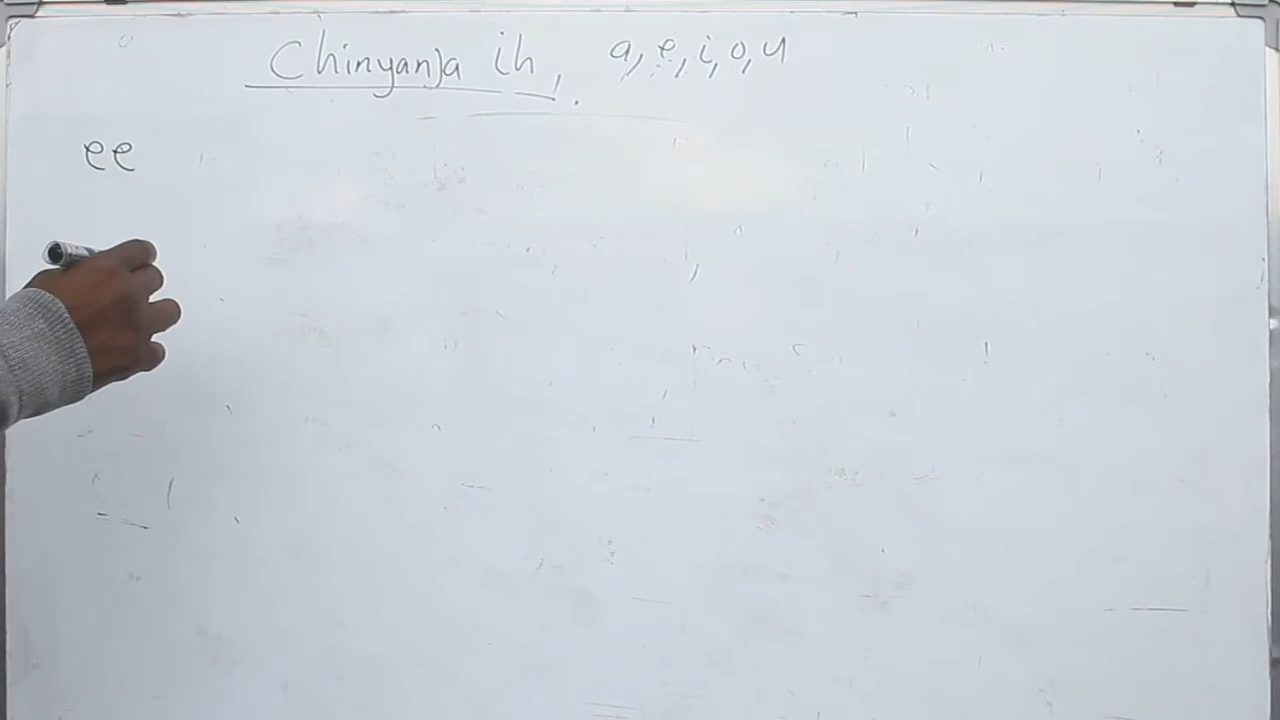 Chinyanja ih, a, e, i, o, u
ee